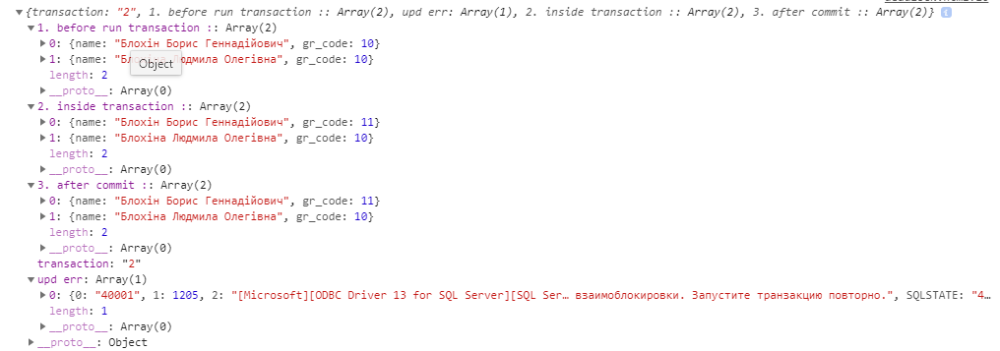 {transaction: "2", 1. before run transaction :: Array(2), upd err: Array(1), 2. inside transaction :: Array(2), 3. after commit :: Array(2)} i
1. before run transaction :: Array(2)
0: {name: "Блохін Борис Геннадійович", gr_code: 10}
1: {name: "Людмила Олегівна", gr_code: 10}
Object
length: 2
__proto__: Array(0)
2. inside transaction :: Array(2)
0: {name: "Блохін Борис Геннадійович", gr_code: 11}
1: {name: "Блохіна Людмила Олегівна", gr_code: 10}
length: 2
__proto__: Array(0)
3. after commit :: Array(2)
0: {name: "Блохін Борис Геннадійович", gr_code: 11}
1: {name: "Блохіна Людмила Олегівна", gr_code: 10}
length: 2
__proto__: Array(0)
transaction: "2"
upd err: Array(1)
0: {0: "40001", 1: 1205, 2: "[Microsoft][ODBC Driver 13 for SQL Server][SQL Ser… взаимоблокировки. Запустите транзакцию повторно.", SQLSTATE: "4…
length: 1
__proto__: Array(0)
__proto__: Object